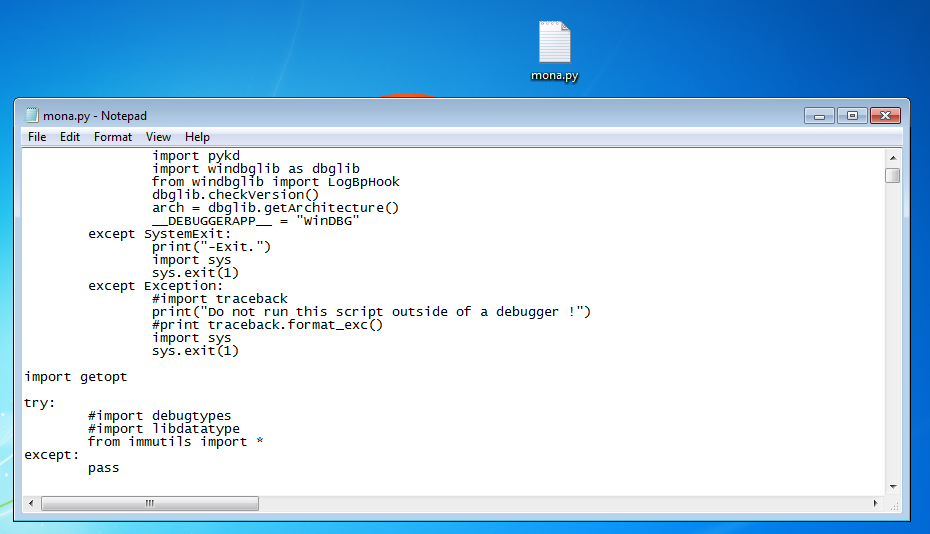 mona.py
mona.py - Notepad
File Edit Format View Help
import pykd
import windbglib as dbglib
from windbglib import LogBpHook
dbglib.checkVersion()
arch = dbglib.getArchitecture()
__DEBUGGERAPP__ = "WinDBG"
except SystemExit:
print("-Exit.")
import sys
sys.exit(1)
except Exception:
#import traceback
print("Do not run this script outside of a debugger !")
#print traceback.format_exc()
import sys
sys.exit(1)
import getopt
try:
#import debugtypes
#import libdatatype
from immutils import *
except:
pass